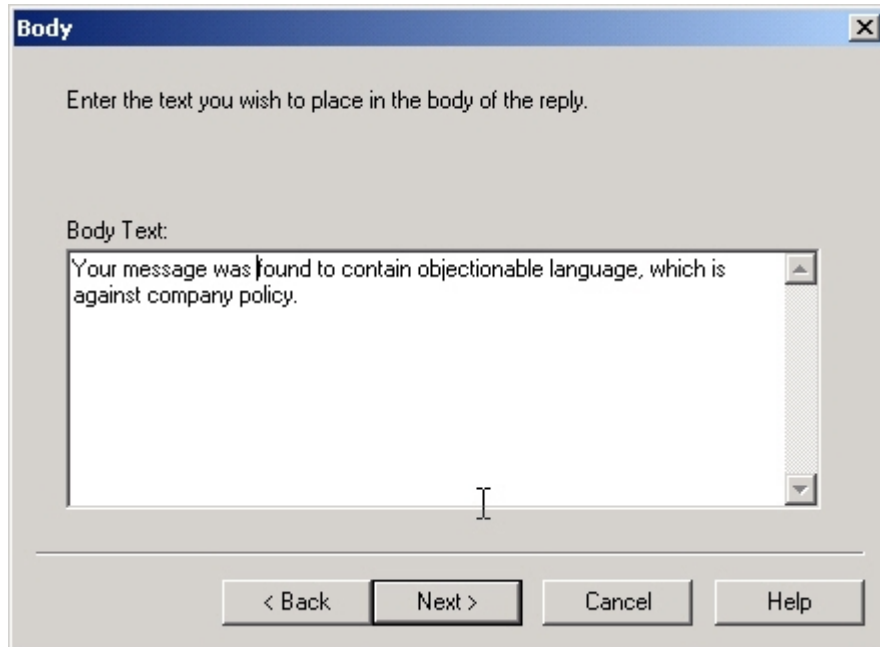 Body
Enter the text you wish to place in the body of the reply.
Body Text:
Your message was found to contain objectionable language, which is
against company policy.
< Back
Next >
Cancel
Help